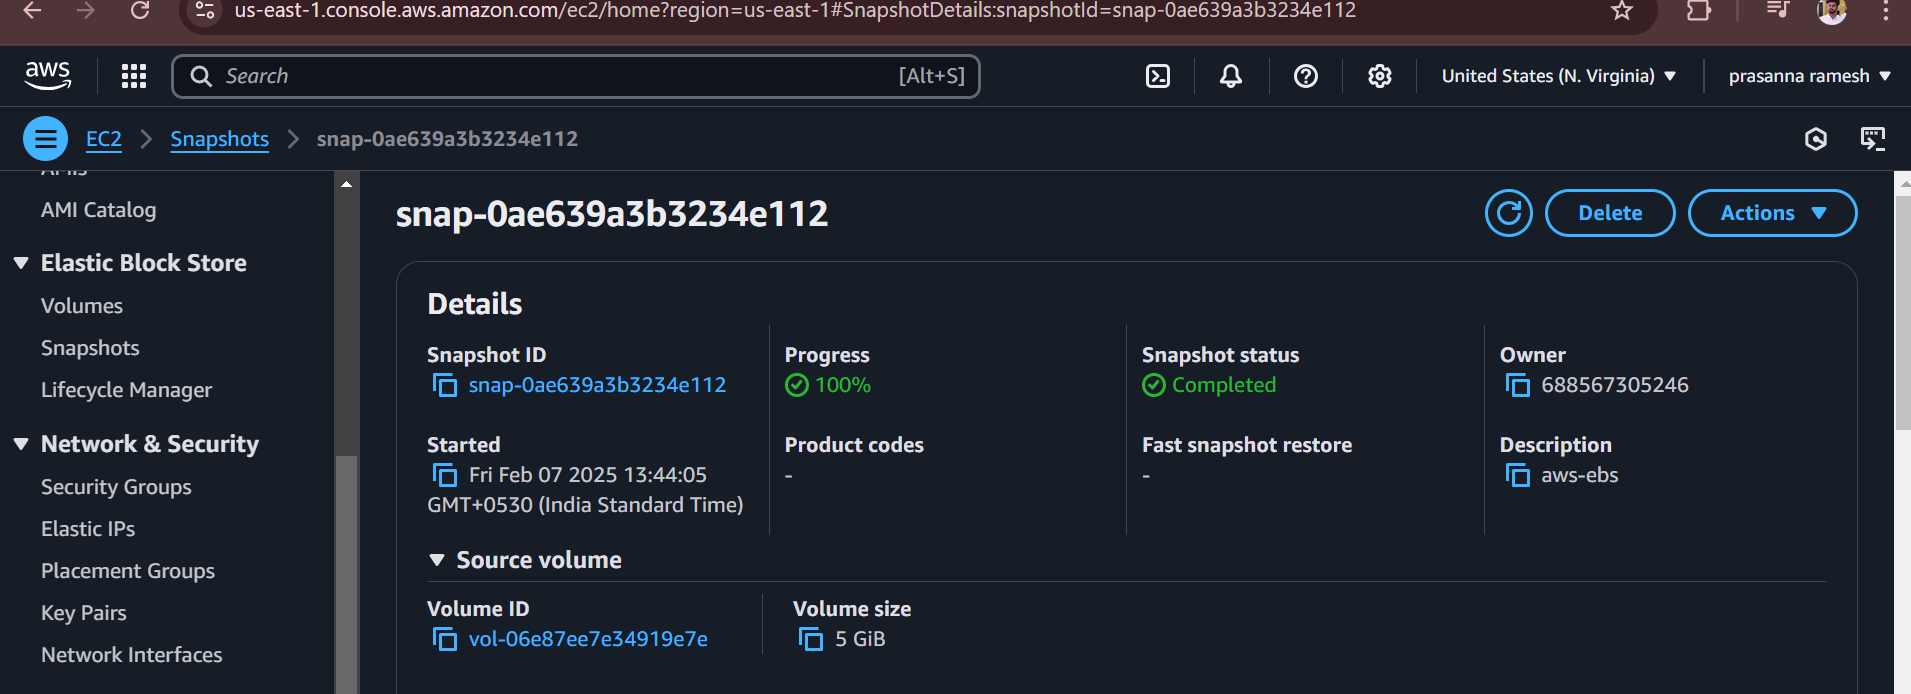 us-east-1.console.aws.amazon.com/ec2/home?region=us-east-1#SnapshotDetails:snapshotId=snap-0ae639a3b3234e112
aws
Search
[Alt+S]
United States (N. Virginia)
prasanna ramesh
EC2
Snapshots
snap-0ae639a3b3234e112
AMIs
AMI Catalog
Elastic Block Store
Volumes
Snapshots
Lifecycle Manager
Network & Security
Security Groups
Elastic IPs
Placement Groups
Key Pairs
Network Interfaces
snap-0ae639a3b3234e112
Delete
Actions
Details
Snapshot ID
snap-0ae639a3b3234e112
Progress
100%
Snapshot status
Completed
Owner
688567305246
Started
Fri Feb 07 2025 13:44:05
GMT+0530 (India Standard Time)
Product codes
-
Fast snapshot restore
-
Description
aws-ebs
Source volume
Volume ID
vol-06e87ee7e34919e7e
Volume size
5 GiB